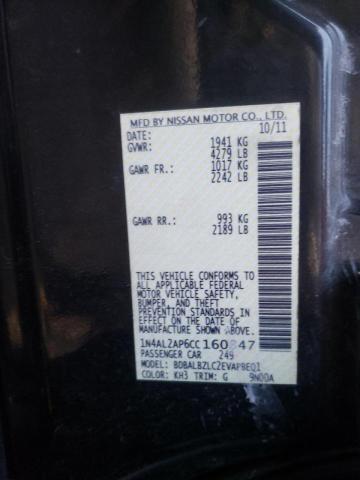 MFD BY NISSAN MOTOR CO., LTD.
DATE: 10/11
GVWR: 1941 KG
4279 LB
GAWR FR.: 1017 KG
2242 LB
GAWR RR.: 993 KG
2189 LB
THIS VEHICLE CONFORMS TO
ALL APPLICABLE FEDERAL
MOTOR VEHICLE SAFETY,
BUMPER, AND THEFT
PREVENTION STANDARDS
IN EFFECT ON THE DATE OF
MANUFACTURE SHOWN ABOVE.
PASSENGER CAR 249
MODEL:
COLOR: KH3 TRIM: G